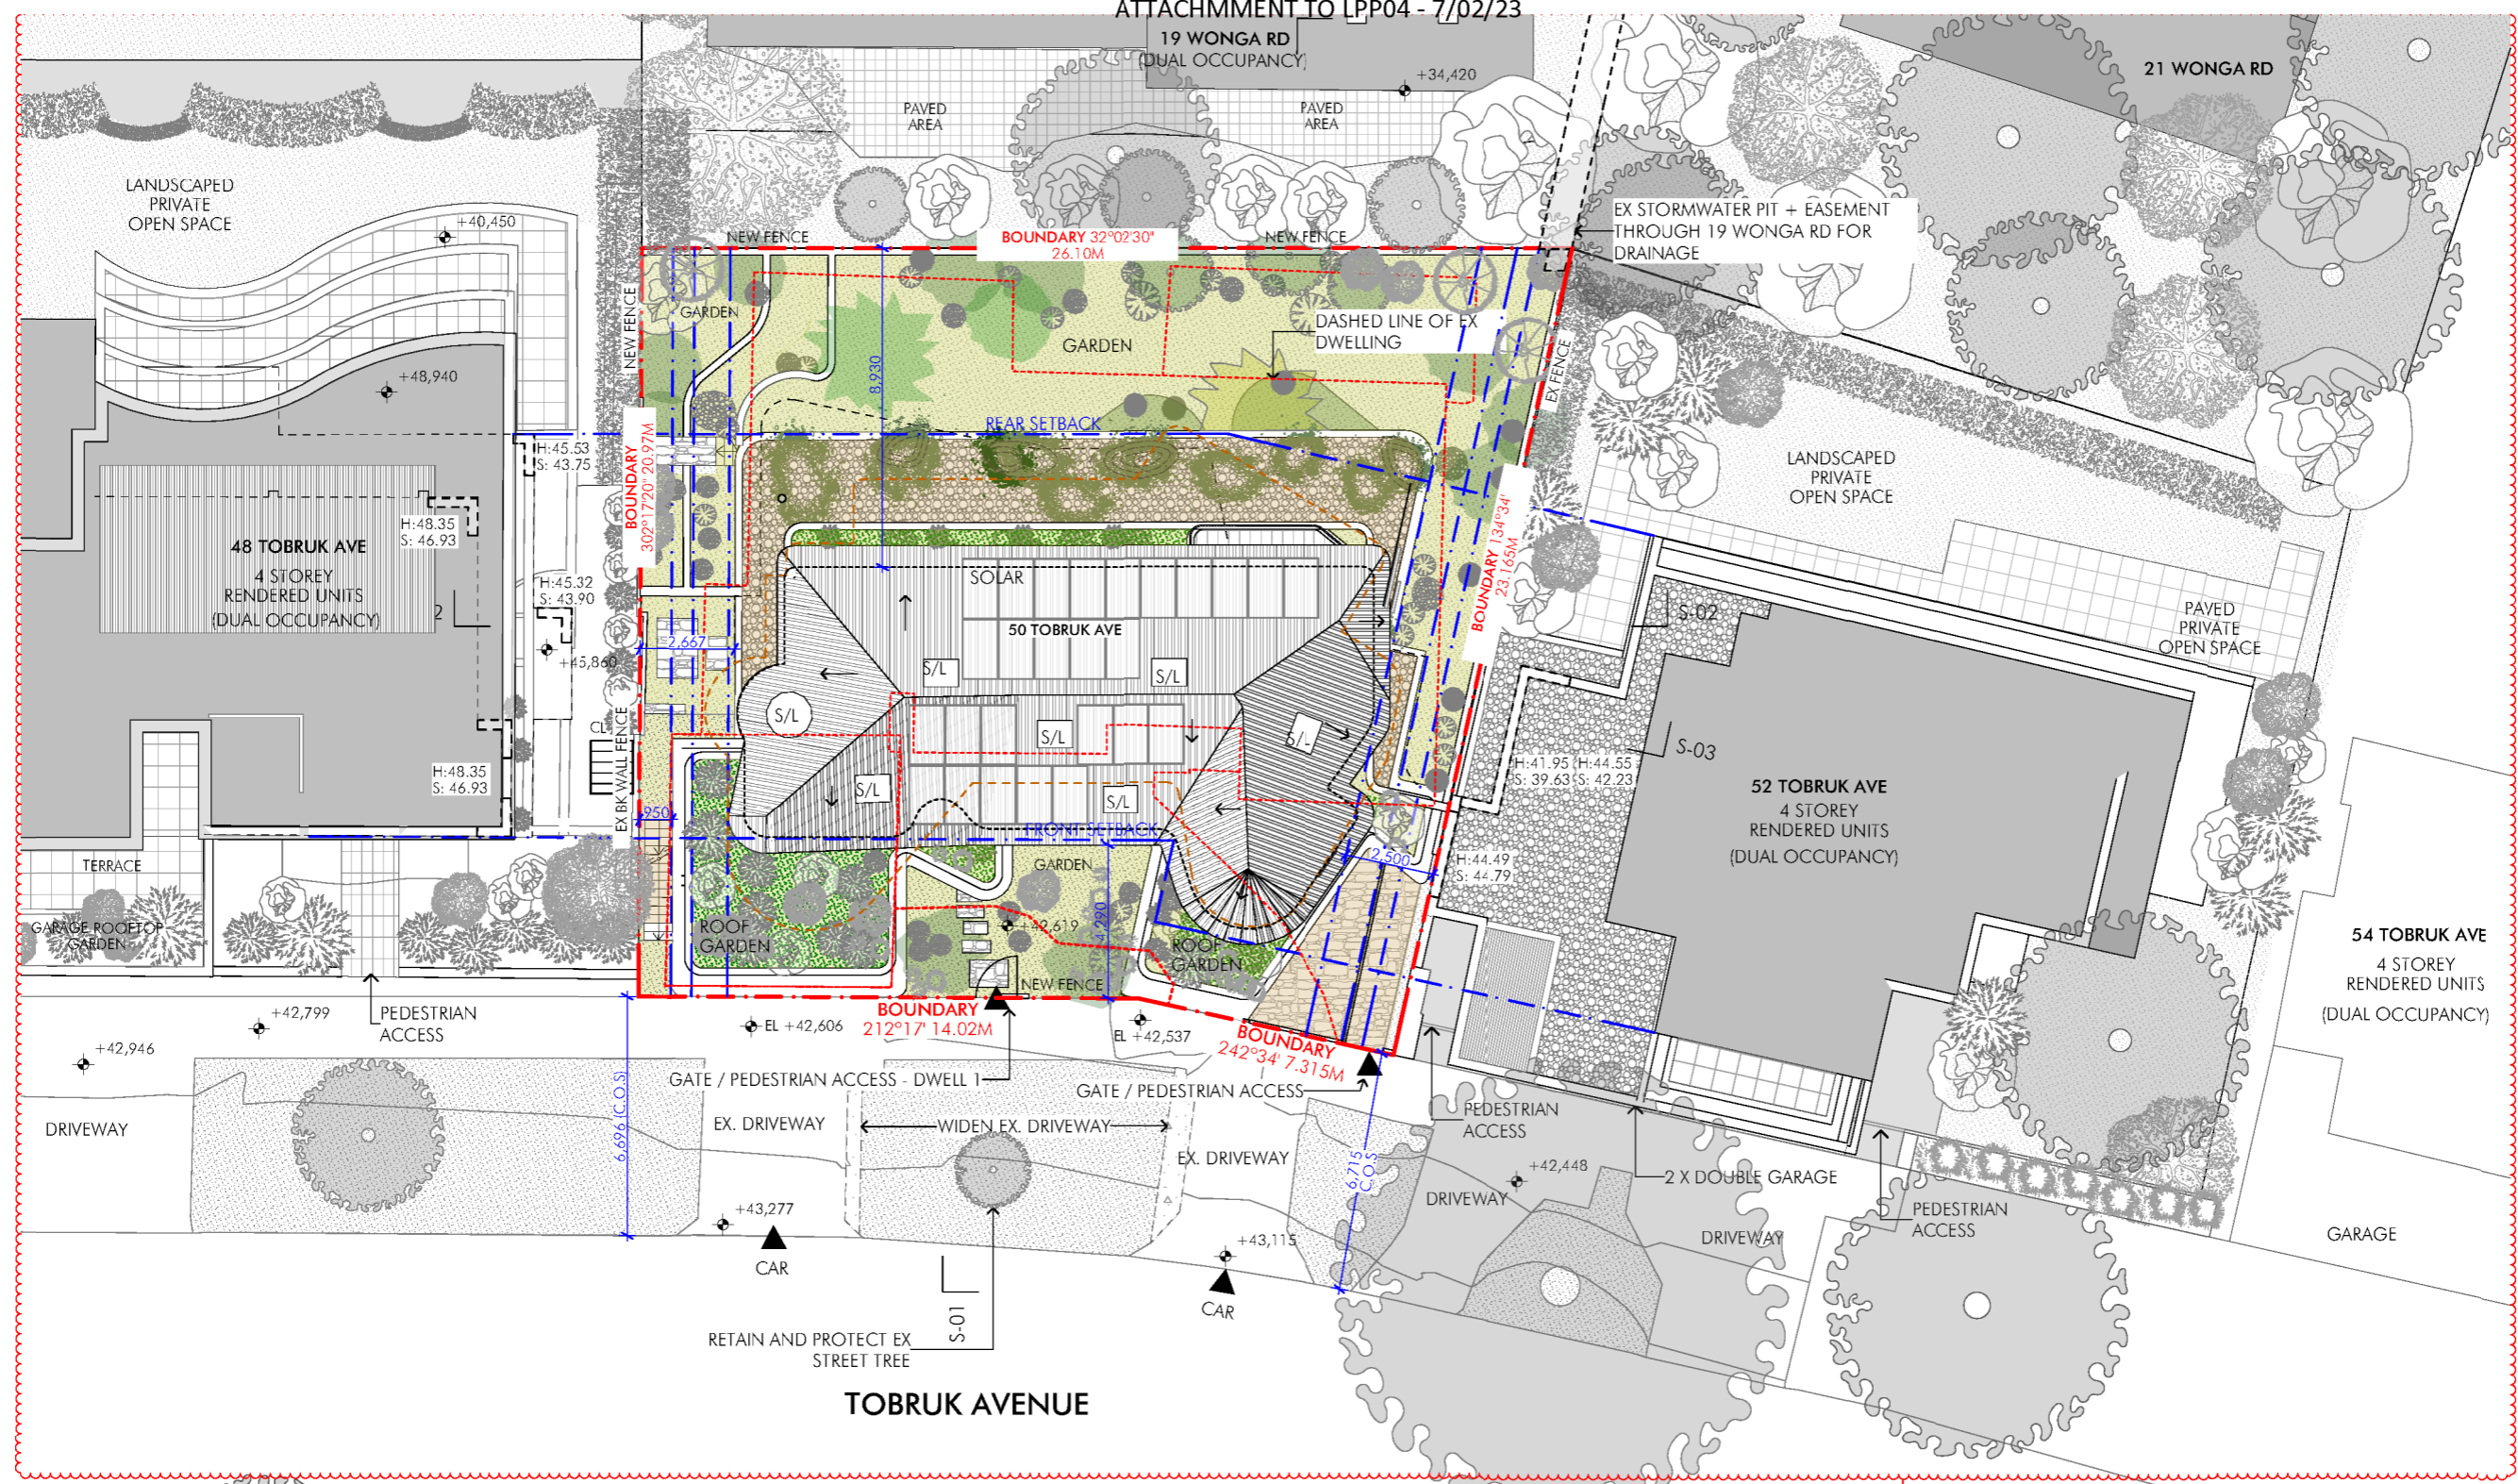 ATTACHMMENT TO LPP04 - 7/02/23
19 WONGA RD
(DUAL OCCUPANCY)
+34,420
21 WONGA RD
PAVED
AREA
PAVED
AREA
LANDSCAPED
PRIVATE
OPEN SPACE
+40,450
EX STORMWATER PIT + EASEMENT
THROUGH 19 WONGA RD FOR
DRAINAGE
NEW FENCE
BOUNDARY 32°02'30"
26.10M
NEW FENCE
NEW FENCE
GARDEN
DASHED LINE OF EX
DWELLING
GARDEN
EX FENCE
+48,940
8,930
REAR SETBACK
BOUNDARY
302°17'20" 20.97M
H:45.53
S: 43.75
LANDSCAPED
PRIVATE
OPEN SPACE
H:48.35
S: 46.93
48 TOBRUK AVE
4 STOREY
RENDERED UNITS
(DUAL OCCUPANCY)
H:45.32
S: 43.90
2
SOLAR
BOUNDARY 134°34'
23.165M
S-02
PAVED
PRIVATE
OPEN SPACE
50 TOBRUK AVE
2,667
+45,860
S/L
S/L
S/L
S/L
S/L
S/L
S/L
CL
EX BK WALL FENCE
S-03
H:48.35
S: 46.93
H:41.95
S: 39.63
H:44.55
S: 42.23
52 TOBRUK AVE
4 STOREY
RENDERED UNITS
(DUAL OCCUPANCY)
950
FRONT SETBACK
TERRACE
GARDEN
2,500
H:44.49
S: 44.79
GARAGE ROOFTOP
GARDEN
ROOF
GARDEN
+42,619
4,290
ROOF
GARDEN
54 TOBRUK AVE
4 STOREY
RENDERED UNITS
(DUAL OCCUPANCY)
NEW FENCE
+42,799
PEDESTRIAN
ACCESS
EL +42,606
BOUNDARY
212°17' 14.02M
EL +42,537
BOUNDARY
242°34' 7.315M
+42,946
GATE / PEDESTRIAN ACCESS - DWELL 1
GATE / PEDESTRIAN ACCESS
PEDESTRIAN
ACCESS
DRIVEWAY
6,696 (C.O.S)
EX. DRIVEWAY
WIDEN EX. DRIVEWAY
EX. DRIVEWAY
6,715
C.O.S
+42,448
2 X DOUBLE GARAGE
DRIVEWAY
PEDESTRIAN
ACCESS
+43,277
DRIVEWAY
GARAGE
+43,115
CAR
CAR
S-01
RETAIN AND PROTECT EX
STREET TREE
TOBRUK AVENUE